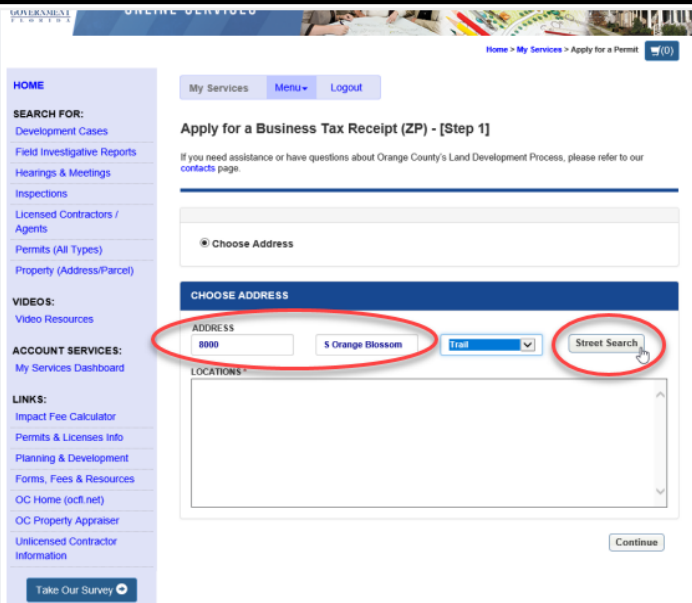 GOVERNMENT
FLORIDA
ONLINE SERVICES
Home > My Services > Apply for a Permit
(0)
HOME
SEARCH FOR:
Development Cases
Field Investigative Reports
Hearings & Meetings
Inspections
Licensed Contractors /
Agents
Permits (All Types)
Property (Address/Parcel)
VIDEOS:
Video Resources
ACCOUNT SERVICES:
My Services Dashboard
LINKS:
Impact Fee Calculator
Permits & Licenses Info
Planning & Development
Forms, Fees & Resources
OC Home (ocfl.net)
OC Property Appraiser
Unlicensed Contractor
Information
Take Our Survey
My Services Menu Logout
Apply for a Business Tax Receipt (ZP) - [Step 1]
If you need assistance or have questions about Orange County's Land Development Process, please refer to our
contacts page.
Choose Address
CHOOSE ADDRESS
ADDRESS
8000 S Orange Blossom Trail Street Search
LOCATIONS *
Continue